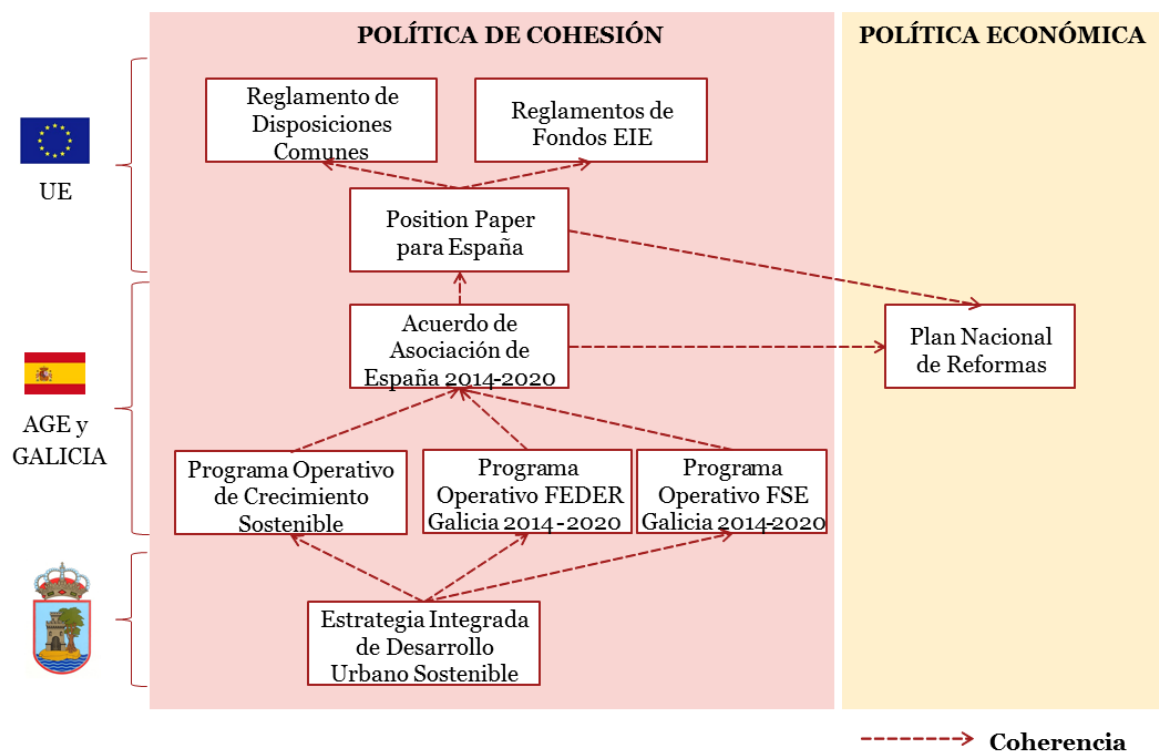 POLÍTICA DE COHESIÓN
POLÍTICA ECONÓMICA
Reglamento de
Disposiciones
Comunes
Reglamentos de
Fondos EIE
UE
Position Paper
para España
Acuerdo de
Asociación de
España 2014-2020
Plan Nacional
de Reformas
AGE y
GALICIA
Programa Operativo
de Crecimiento
Sostenible
Programa
Operativo FEDER
Galicia 2014-2020
Programa
Operativo FSE
Galicia 2014-2020
Estrategia Integrada
de Desarrollo
Urbano Sostenible
Coherencia